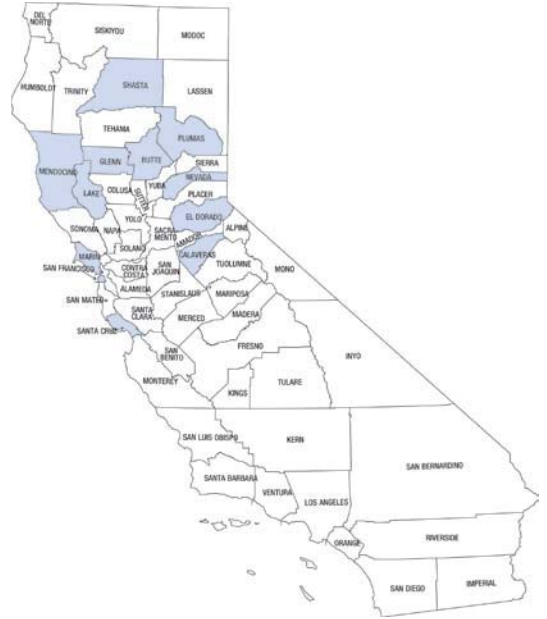 DEL
NORTE
SISKIYOU
MODOC
HUMBOLDT
TRINITY
SHASTA
LASSEN
TEHAMA
PLUMAS
MENDOCINO
GLENN
BUTTE
SIERRA
LAKE
COLUSA
SUTTER
YUBA
NEVADA
PLACER
SONOMA
NAPA
YOLO
EL DORADO
SACRA-
MENTO
AMADOR
ALPINE
SOLANO
MARIN
CALAVERAS
SAN FRANCISCO
CONTRA
COSTA
SAN
JOAQUIN
TUOLUMNE
MONO
ALAMEDA
SAN MATEO
SANTA
CLARA
STANISLAUS
MARIPOSA
SANTA CRUZ
MERCED
MADERA
SAN
BENITO
FRESNO
MONTEREY
INYO
KINGS
TULARE
SAN LUIS OBISPO
KERN
SANTA BARBARA
SAN BERNARDINO
VENTURA
LOS ANGELES
ORANGE
RIVERSIDE
SAN DIEGO
IMPERIAL